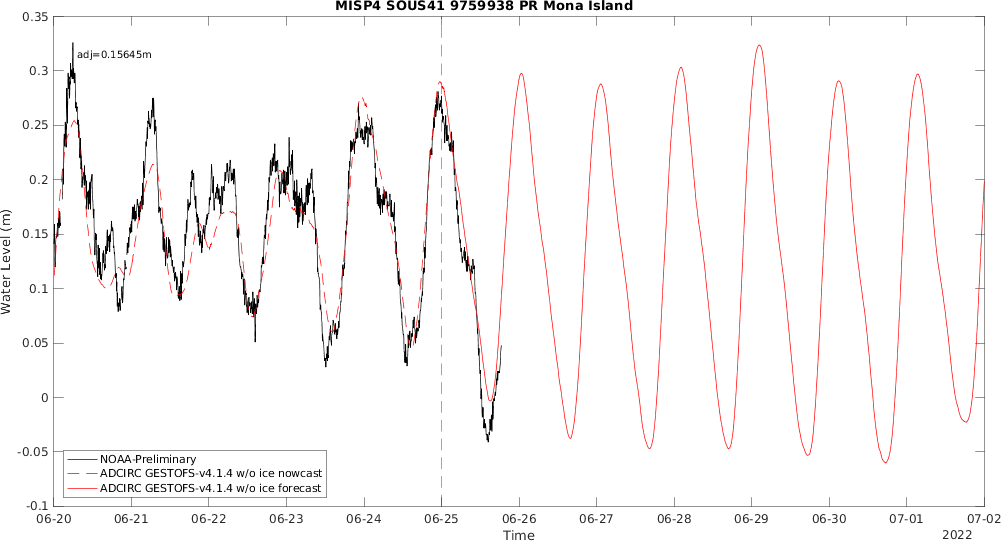 MISP4 SOUS41 9759938 PR Mona Island
0.35
0.3
0.25
0.2
0.15
0.1
0.05
0
-0.05
-0.1
Water Level (m)
adj=0.15645m
NOAA-Preliminary
ADCIRC GESTOFS-v4.1.4 w/o ice nowcast
ADCIRC GESTOFS-v4.1.4 w/o ice forecast
06-20 06-21 06-22 06-23 06-24 06-25 06-26 06-27 06-28 06-29 06-30 07-01 07-02
Time
2022